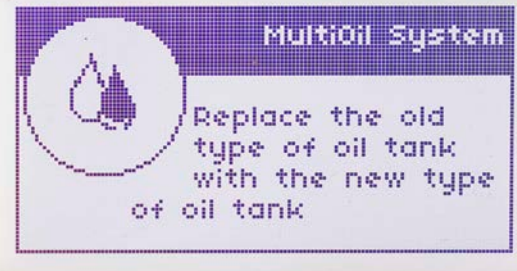 MultiOil System
Replace the old
type of oil tank
with the new type
of oil tank